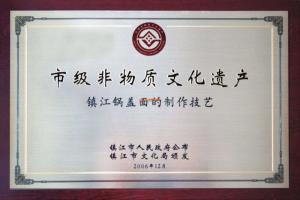 市级非物质文化遗产
镇江锅盖面的制作技艺
镇江市人民政府公布
镇江市文化局颁发
2006年12月